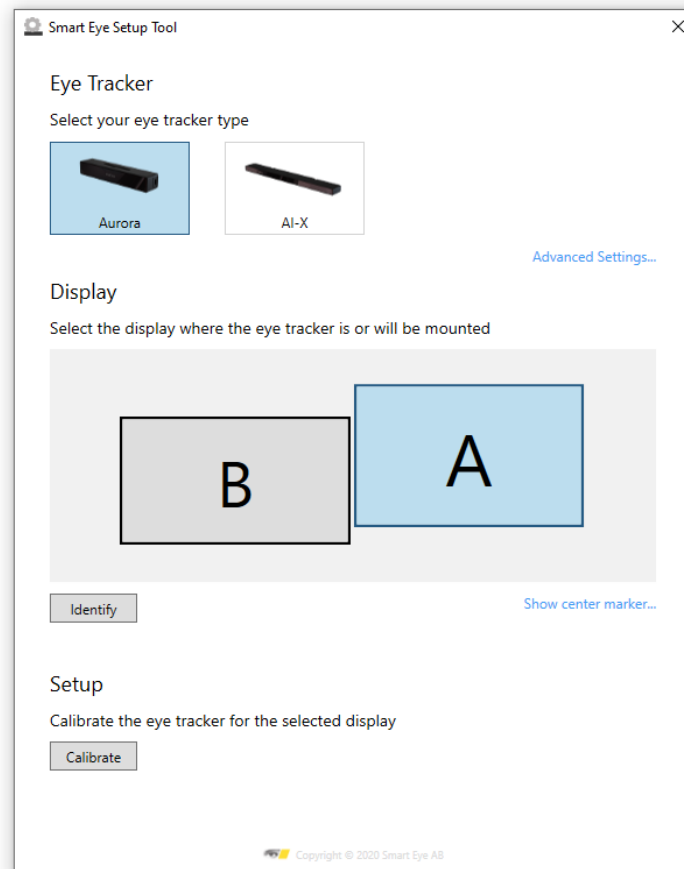 Smart Eye Setup Tool
Eye Tracker
Select your eye tracker type
Aurora
AI-X
Advanced Settings...
Display
Select the display where the eye tracker is or will be mounted
B
A
Identify
Show center marker...
Setup
Calibrate the eye tracker for the selected display
Calibrate
Copyright © 2020 Smart Eye AB